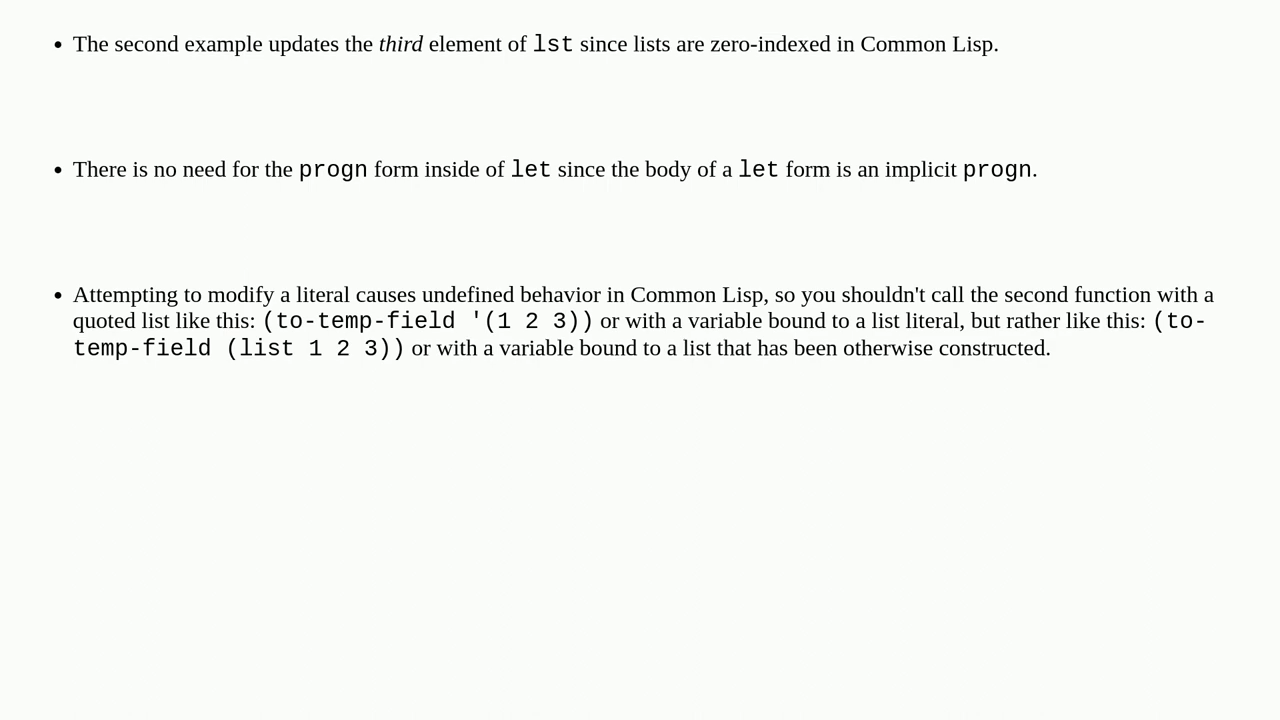 • The second example updates the third element of lst since lists are zero-indexed in Common Lisp.
• There is no need for the progn form inside of let since the body of a let form is an implicit progn.
• Attempting to modify a literal causes undefined behavior in Common Lisp, so you shouldn't call the second function with a
quoted list like this: (to-temp-field '(1 2 3)) or with a variable bound to a list literal, but rather like this: (to-
temp-field (list 1 2 3)) or with a variable bound to a list that has been otherwise constructed.